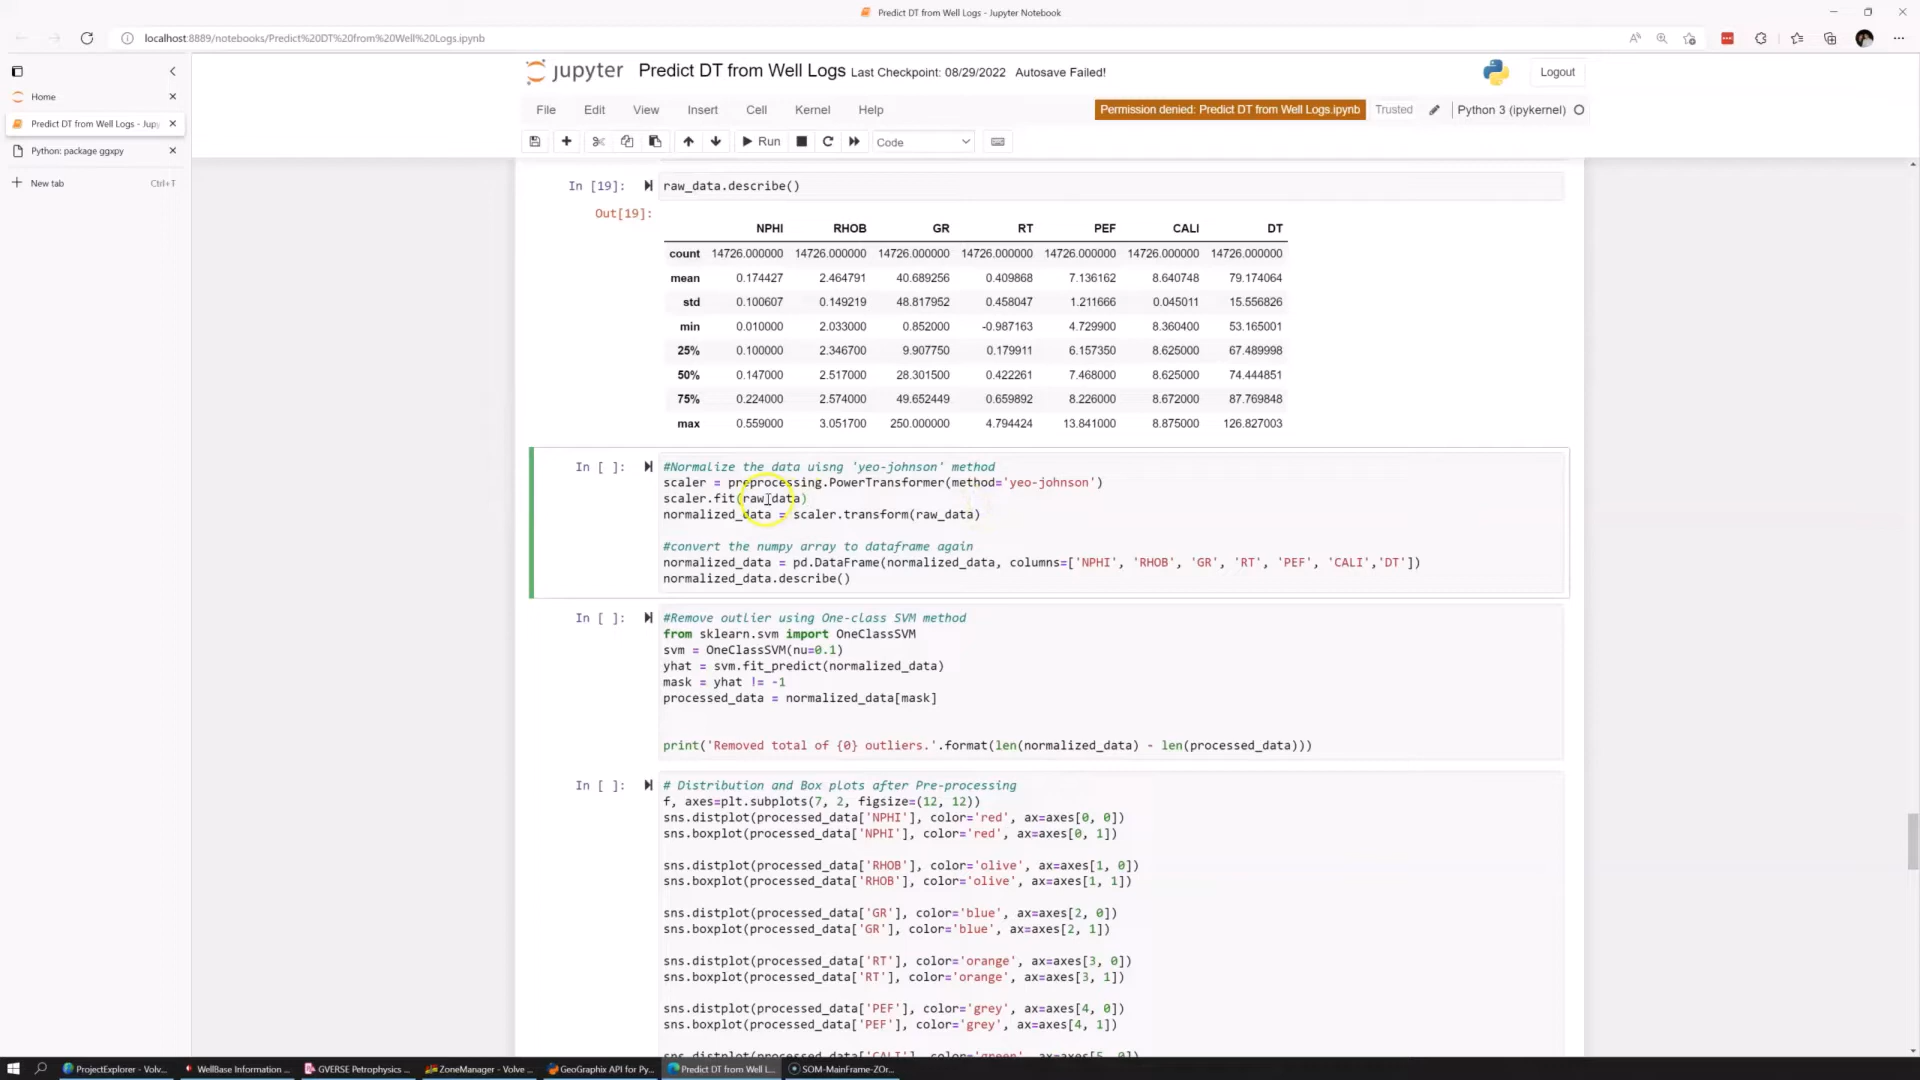 Predict DT from Well Logs - Jupyter Notebook
localhost:8889/notebooks/Predict%20DT%20from%20Well%20Logs.ipynb
Home
Predict DT from Well Logs - Jupy
Python: package ggxpy
New tab Ctrl+T
jupyter Predict DT from Well Logs Last Checkpoint: 08/29/2022 Autosave Failed! Logout
File Edit View Insert Cell Kernel Help Permission denied: Predict DT from Well Logs.ipynb Trusted Python 3 (ipykernel)
Run Code
In [19]: raw_data.describe()
Out[19]:
NPHI RHOB GR RT PEF CALI DT
count 14726.000000 14726.000000 14726.000000 14726.000000 14726.000000 14726.000000 14726.000000
mean 0.174427 2.464791 40.689256 0.409868 7.136162 8.640748 79.174064
std 0.100607 0.149219 48.817952 0.458047 1.211666 0.045011 15.556826
min 0.010000 2.033000 0.852000 -0.987163 4.729900 8.360400 53.165001
25% 0.100000 2.346700 9.907750 0.179911 6.157350 8.625000 67.489998
50% 0.147000 2.517000 28.301500 0.422261 7.468000 8.625000 74.444851
75% 0.224000 2.574000 49.652449 0.659892 8.226000 8.672000 87.769848
max 0.559000 3.051700 250.000000 4.794424 13.841000 8.875000 126.827003
In [ ]: #Normalize the data uisng 'yeo-johnson' method
scaler = preprocessing.PowerTransformer(method='yeo-johnson')
scaler.fit(raw_data)
normalized_data = scaler.transform(raw_data)
#convert the numpy array to dataframe again
normalized_data = pd.DataFrame(normalized_data, columns=['NPHI', 'RHOB', 'GR', 'RT', 'PEF', 'CALI','DT'])
normalized_data.describe()
In [ ]: #Remove outlier using One-class SVM method
from sklearn.svm import OneClassSVM
svm = OneClassSVM(nu=0.1)
yhat = svm.fit_predict(normalized_data)
mask = yhat != -1
processed_data = normalized_data[mask]
print('Removed total of {0} outliers.'.format(len(normalized_data) - len(processed_data)))
In [ ]: # Distribution and Box plots after Pre-processing
f, axes=plt.subplots(7, 2, figsize=(12, 12))
sns.distplot(processed_data['NPHI'], color='red', ax=axes[0, 0])
sns.boxplot(processed_data['NPHI'], color='red', ax=axes[0, 1])
sns.distplot(processed_data['RHOB'], color='olive', ax=axes[1, 0])
sns.boxplot(processed_data['RHOB'], color='olive', ax=axes[1, 1])
sns.distplot(processed_data['GR'], color='blue', ax=axes[2, 0])
sns.boxplot(processed_data['GR'], color='blue', ax=axes[2, 1])
sns.distplot(processed_data['RT'], color='orange', ax=axes[3, 0])
sns.boxplot(processed_data['RT'], color='orange', ax=axes[3, 1])
sns.distplot(processed_data['PEF'], color='grey', ax=axes[4, 0])
sns.boxplot(processed_data['PEF'], color='grey', ax=axes[4, 1])
sns.distplot(processed_data['CALI'], color='green', ax=axes[5, 0])
ProjectExplorer - Volv... WellBase Information ... GVERSE Petrophysics ... ZoneManager - Volve ... GeoGraphix API for Py... Predict DT from Well L... SOM-MainFrame-ZOr...